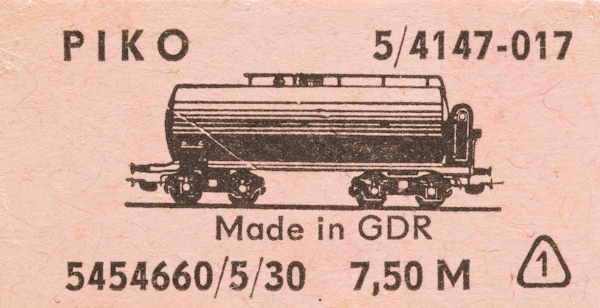 PIKO 5/4147-017
Made in GDR
5454660/5/30 7,50 M 1